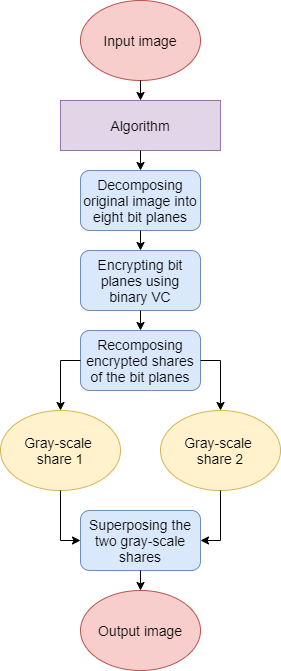 Input image
Algorithm
Decomposing
original image into
eight bit planes
Encrypting bit
planes using
binary VC
Recomposing
encrypted shares
of the bit planes
Gray-scale
share 1
Gray-scale
share 2
Superposing the
two gray-scale
shares
Output image